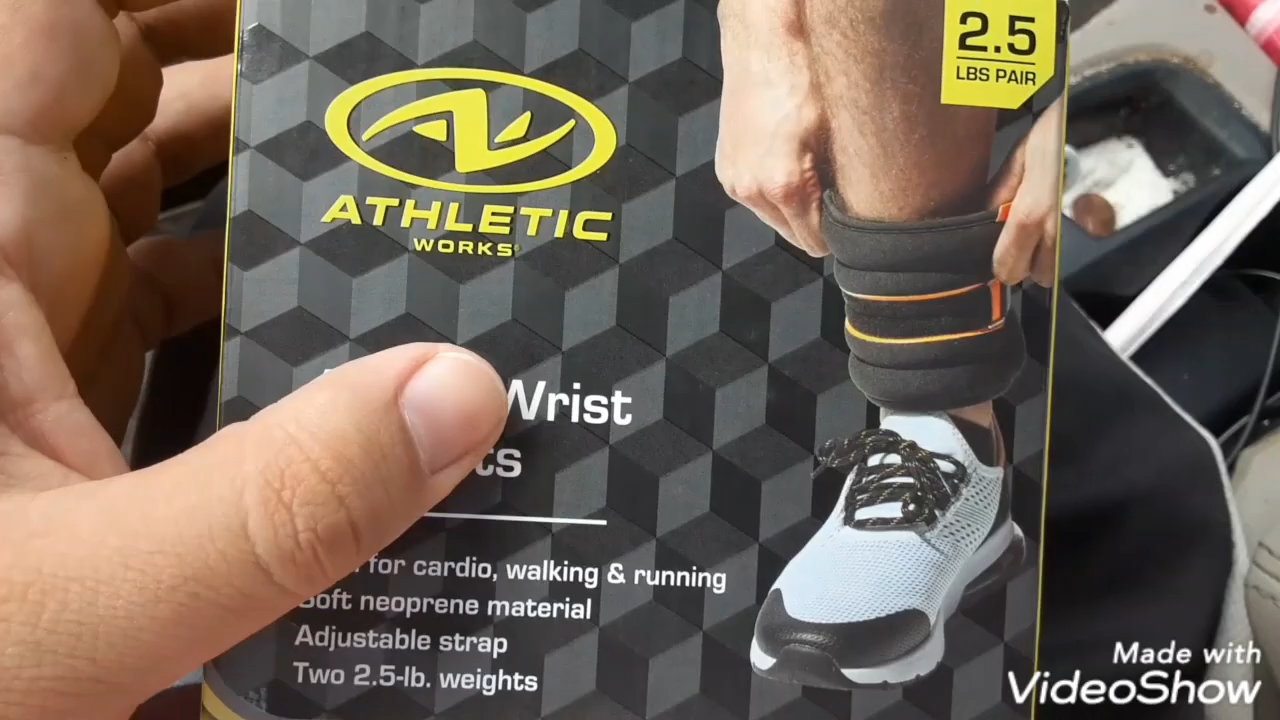 2.5
LBS PAIR
ATHLETIC
WORKS
Wrist
for cardio, walking & running
Soft neoprene material
Adjustable strap
Two 2.5-lb. weights
Made with
VideoShow